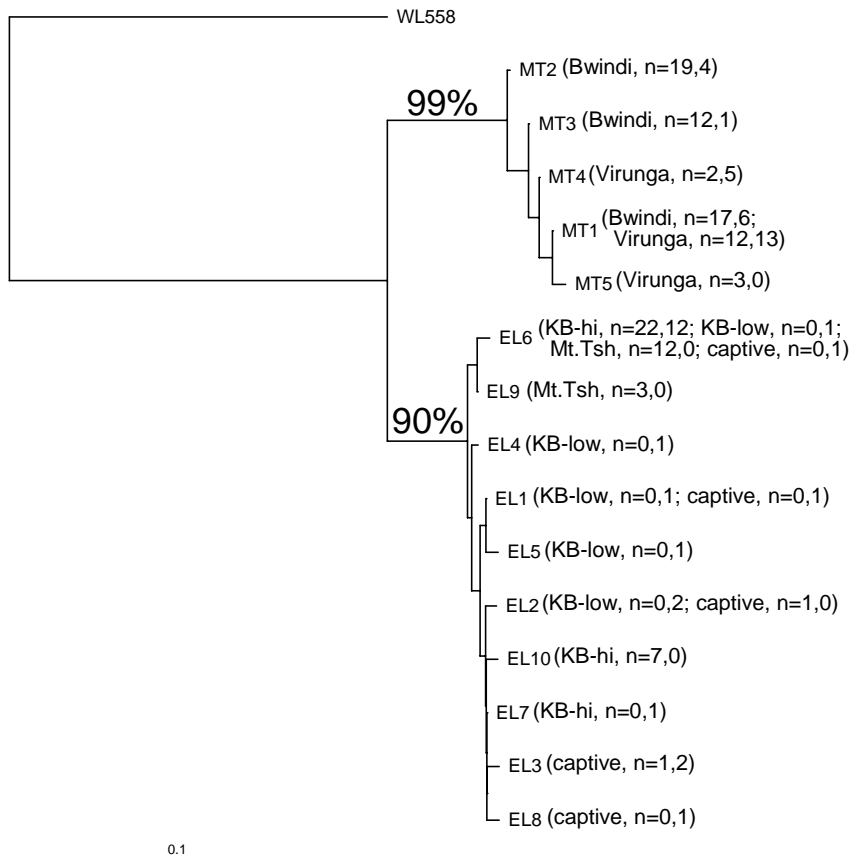 WL558
MT2 (Bwindi, n=19,4)
99%
MT3 (Bwindi, n=12,1)
MT4 (Virunga, n=2,5)
MT1 (Bwindi, n=17,6;
Virunga, n=12,13)
MT5 (Virunga, n=3,0)
EL6 (KB-hi, n=22,12; KB-low, n=0,1;
Mt.Tsh, n=12,0; captive, n=0,1)
EL9 (Mt.Tsh, n=3,0)
90%
EL4 (KB-low, n=0,1)
EL1 (KB-low, n=0,1; captive, n=0,1)
EL5 (KB-low, n=0,1)
EL2 (KB-low, n=0,2; captive, n=1,0)
EL10 (KB-hi, n=7,0)
EL7 (KB-hi, n=0,1)
EL3 (captive, n=1,2)
EL8 (captive, n=0,1)
0.1